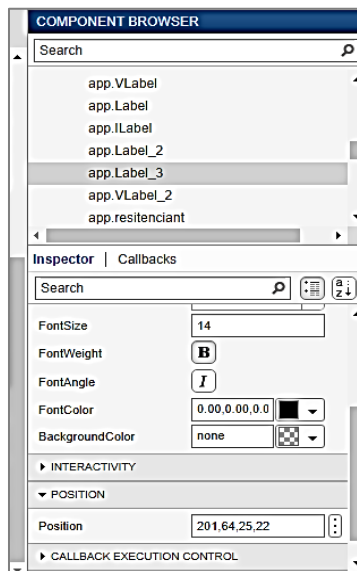 COMPONENT BROWSER
Search
app.VLabel
app.Label
app.ILabel
app.Label_2
app.Label_3
app.VLabel_2
app.resitenciant
Inspector | Callbacks
Search
FontSize 14
FontWeight B
FontAngle I
FontColor 0.00,0.00,0.0
BackgroundColor none
INTERACTIVITY
POSITION
Position 201,64,25,22
CALLBACK EXECUTION CONTROL